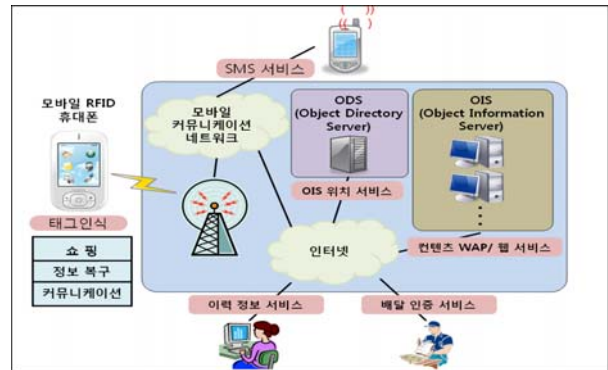 SMS 서비스
모바일 RFID
휴대폰
태그인식
쇼 핑
정보 복구
커뮤니케이션
모바일
커뮤니케이션
네트워크
ODS
(Object Directory
Server)
OIS 위치 서비스
OIS
(Object Information
Server)
인터넷
컨텐츠 WAP/ 웹 서비스
이력 정보 서비스
배달 인증 서비스